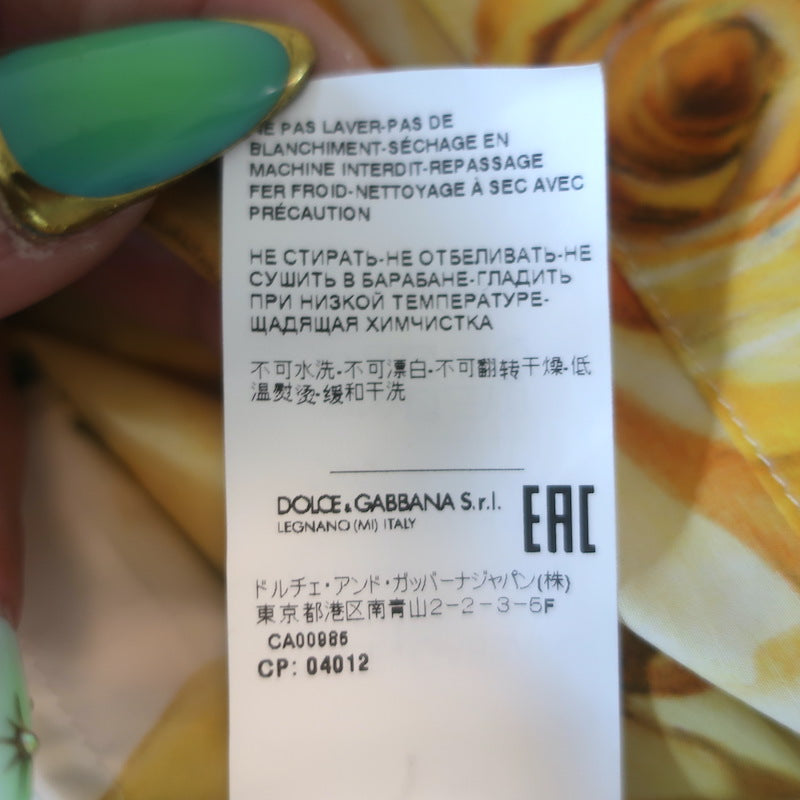 NE PAS LAVER-PAS DE
BLANCHIMENT-SÉCHAGE EN
MACHINE INTERDIT-REPASSAGE
FER FROID-NETTOYAGE À SEC AVEC
PRÉCAUTION
НЕ СТИРАТЬ-НЕ ОТБЕЛИВАТЬ-НЕ
СУШИТЬ В БАРАБАНЕ-ГЛАДИТЬ
ПРИ НИЗКОЙ ТЕМПЕРАТУРЕ-
ЩАДЯЩАЯ ХИМЧИСТКА
不可水洗-不可漂白-不可翻转干燥-低
温熨烫-缓和干洗
DOLCE & GABBANA S.r.l.
LEGNANO (MI) ITALY
EAC
ドルチェ・アンド・ガッバーナジャパン(株)
東京都港区南青山2-2-3-5F
CA00986
CP: 04012